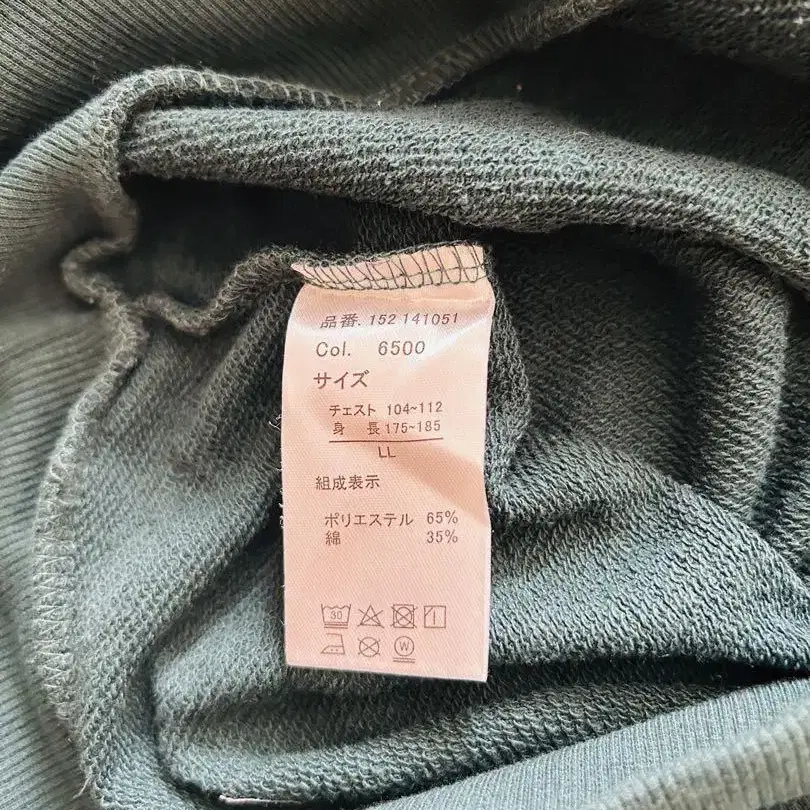 品番. 152 141051
Col. 6500
サイズ
チェスト 104~112
身 長 175~185
LL
組成表示
ポリエステル 65%
綿 35%
30
W